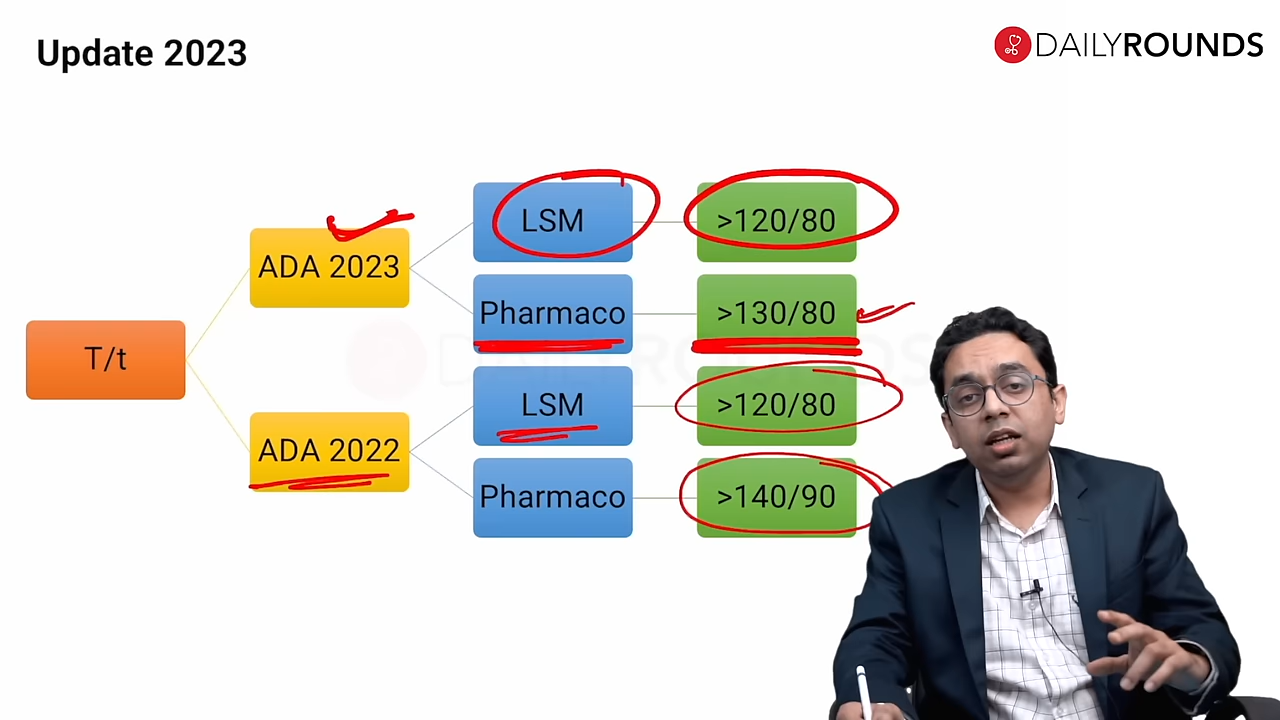 Update 2023
DAILYROUNDS
LSM
>120/80
ADA 2023
Pharmaco
>130/80
T/t
LSM
>120/80
ADA 2022
Pharmaco
>140/90
DAILYROUNDS